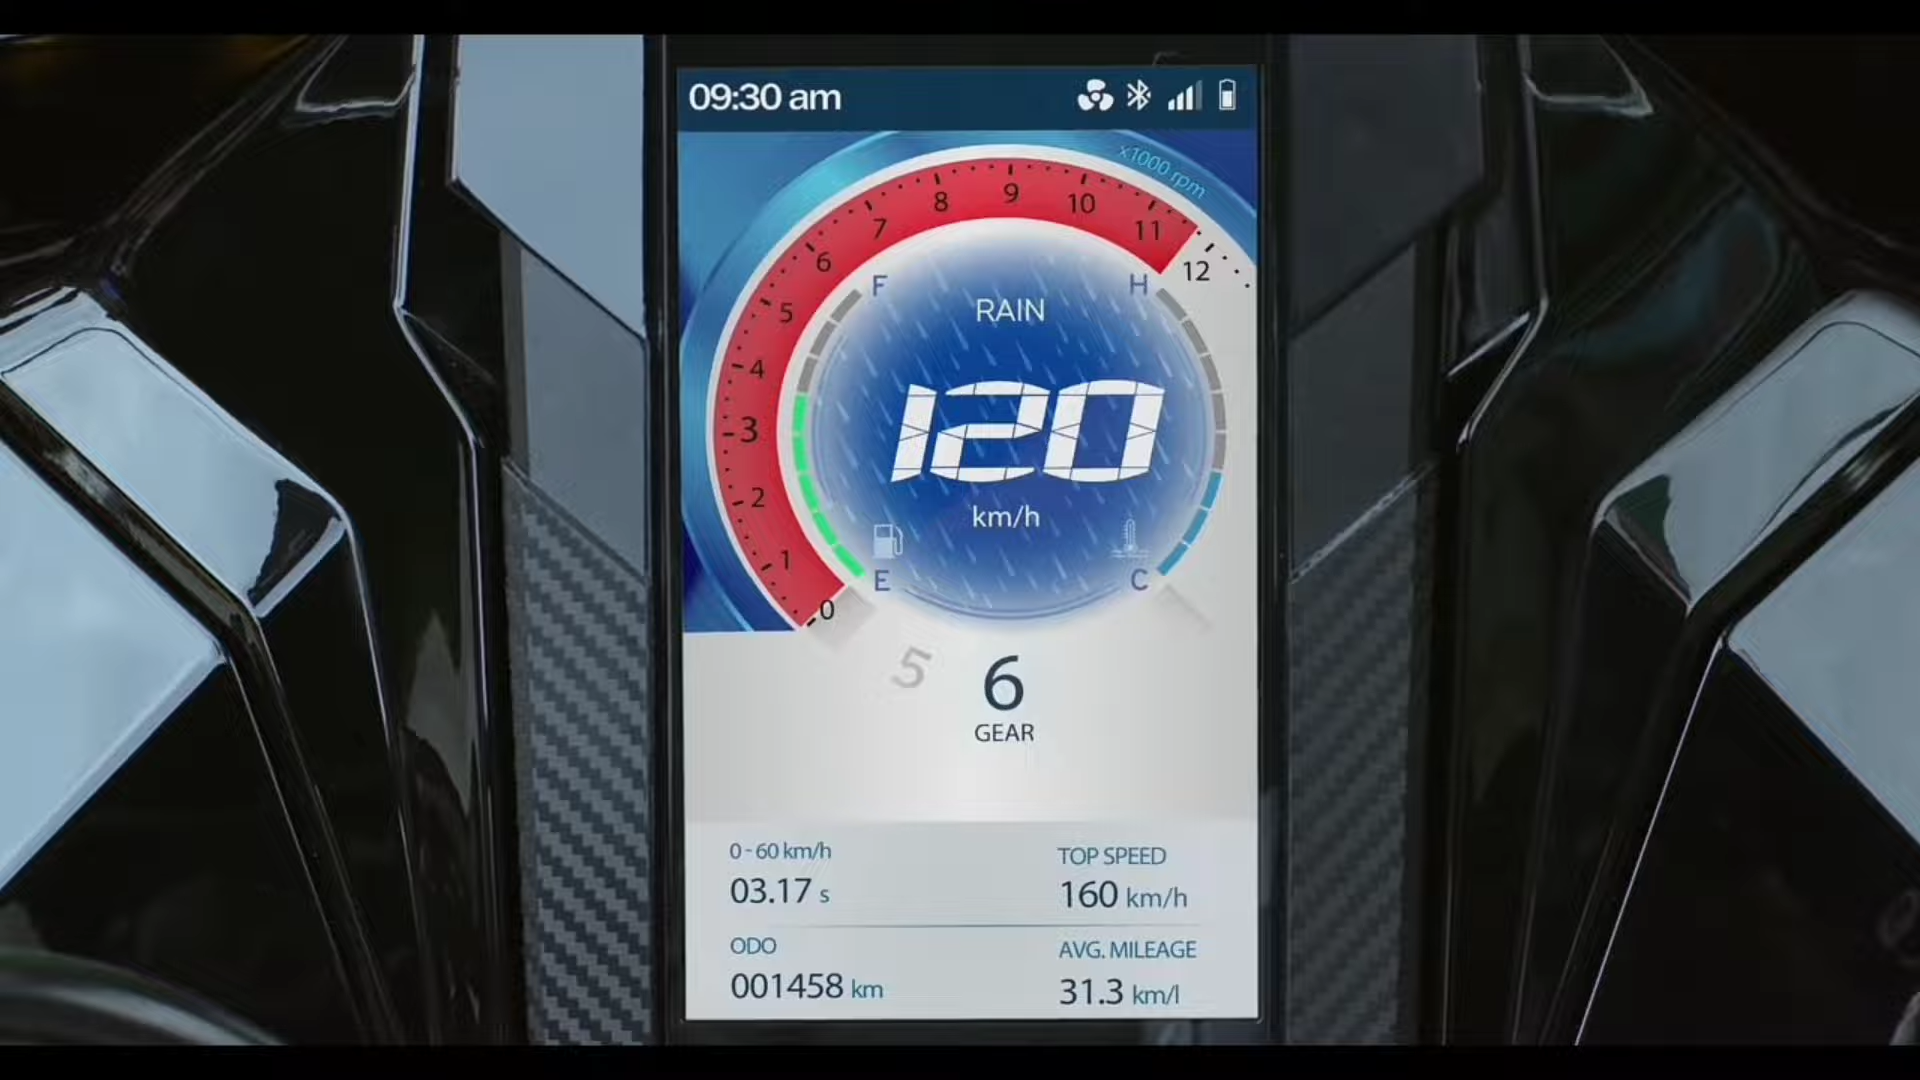 09:30 am
x1000 rpm
0
1
2
3
4
5
6
7
8
9
10
11
12
F
H
RAIN
120
km/h
E
C
5
6
GEAR
0 - 60 km/h
03.17 s
TOP SPEED
160 km/h
ODO
001458 km
AVG. MILEAGE
31.3 km/l